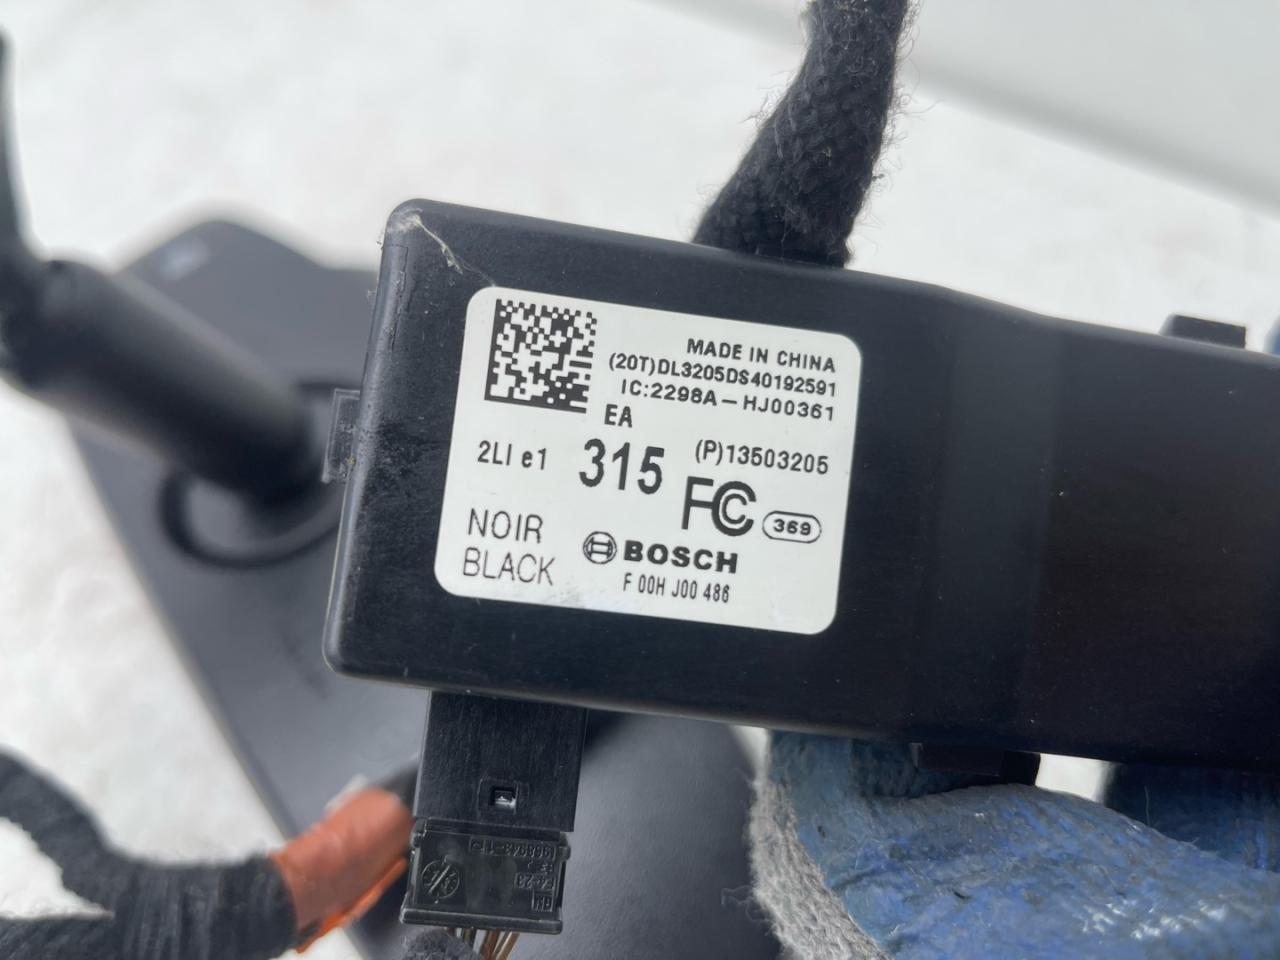 MADE IN CHINA
(20T)DL3205DS40192591
IC:2298A-HJ00361
EA
2LI e1
315
(P)13503205
FC
369
NOIR
BLACK
BOSCH
F 00H J00 486